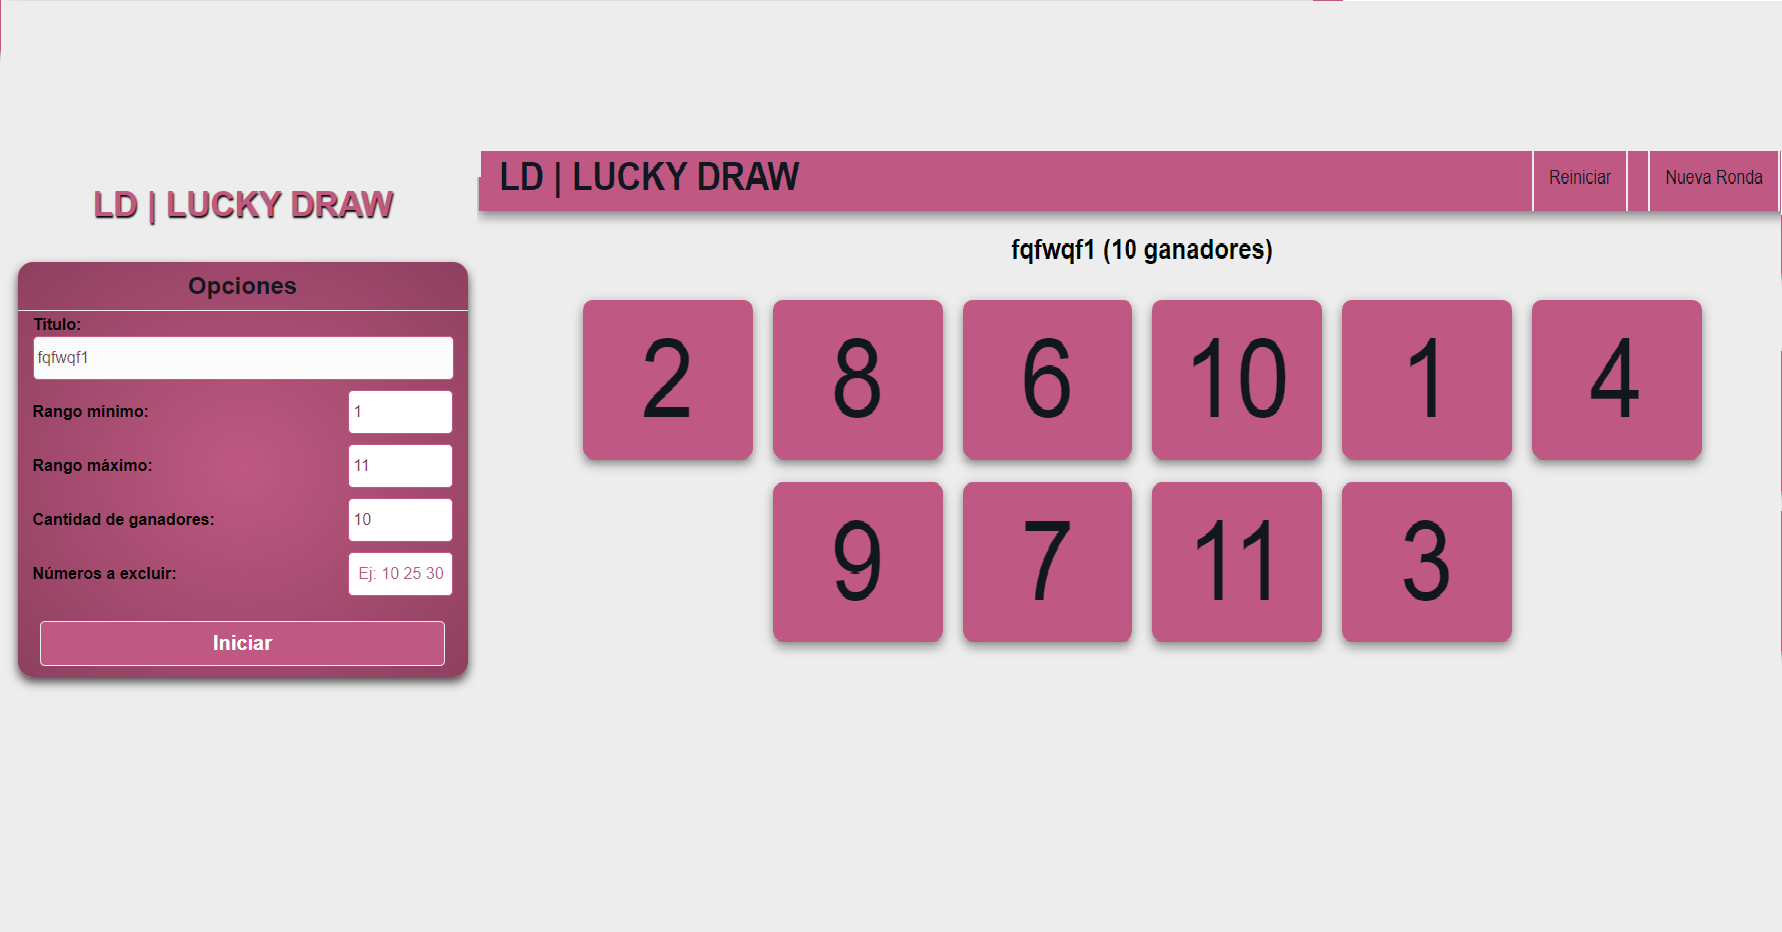 LD | LUCKY DRAW
Opciones
Titulo:
fqfwqf1
Rango mínimo:
1
Rango máximo:
11
Cantidad de ganadores:
10
Números a excluir:
Ej: 10 25 30
Iniciar
LD | LUCKY DRAW
Reiniciar
Nueva Ronda
fqfwqf1 (10 ganadores)
2 8 6 10 1 4
9 7 11 3